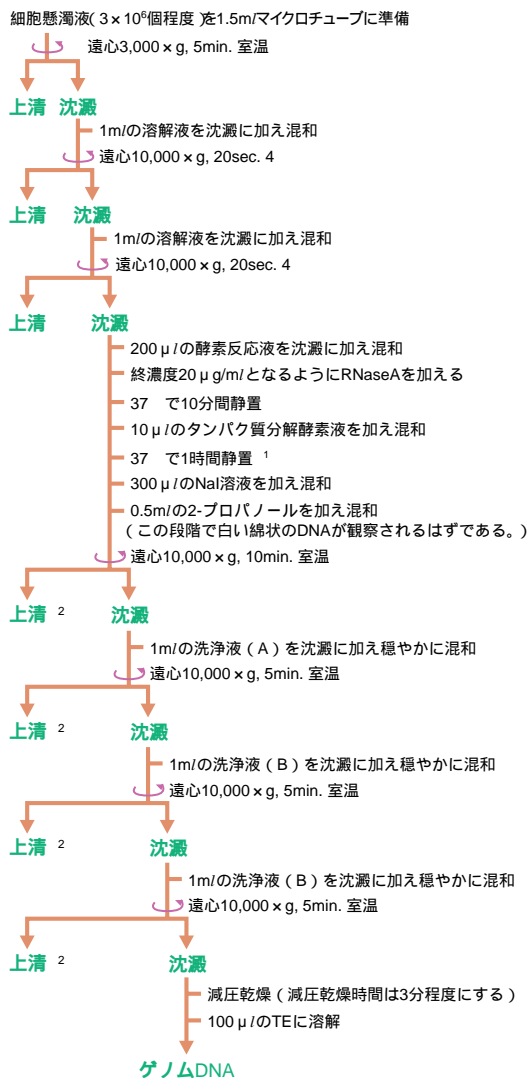 細胞懸濁液(3×10⁶個程度)を1.5mlマイクロチューブに準備
遠心3,000×g, 5min. 室温
上清 沈澱
1mlの溶解液を沈澱に加え混和
遠心10,000×g, 20sec. 4
上清 沈澱
1mlの溶解液を沈澱に加え混和
遠心10,000×g, 20sec. 4
上清 沈澱
200μlの酵素反応液を沈澱に加え混和
終濃度20μg/mlとなるようにRNaseAを加える
37 で10分間静置
10μlのタンパク質分解酵素液を加え混和
37 で1時間静置 1
300μlのNaI溶液を加え混和
0.5mlの2-プロパノールを加え混和
(この段階で白い綿状のDNAが観察されるはずである。)
遠心10,000×g, 10min. 室温
上清 2 沈澱
1mlの洗浄液(A)を沈澱に加え穏やかに混和
遠心10,000×g, 5min. 室温
上清 2 沈澱
1mlの洗浄液(B)を沈澱に加え穏やかに混和
遠心10,000×g, 5min. 室温
上清 2 沈澱
1mlの洗浄液(B)を沈澱に加え穏やかに混和
遠心10,000×g, 5min. 室温
上清 2 沈澱
減圧乾燥(減圧乾燥時間は3分程度にする)
100μlのTEに溶解
ゲノムDNA